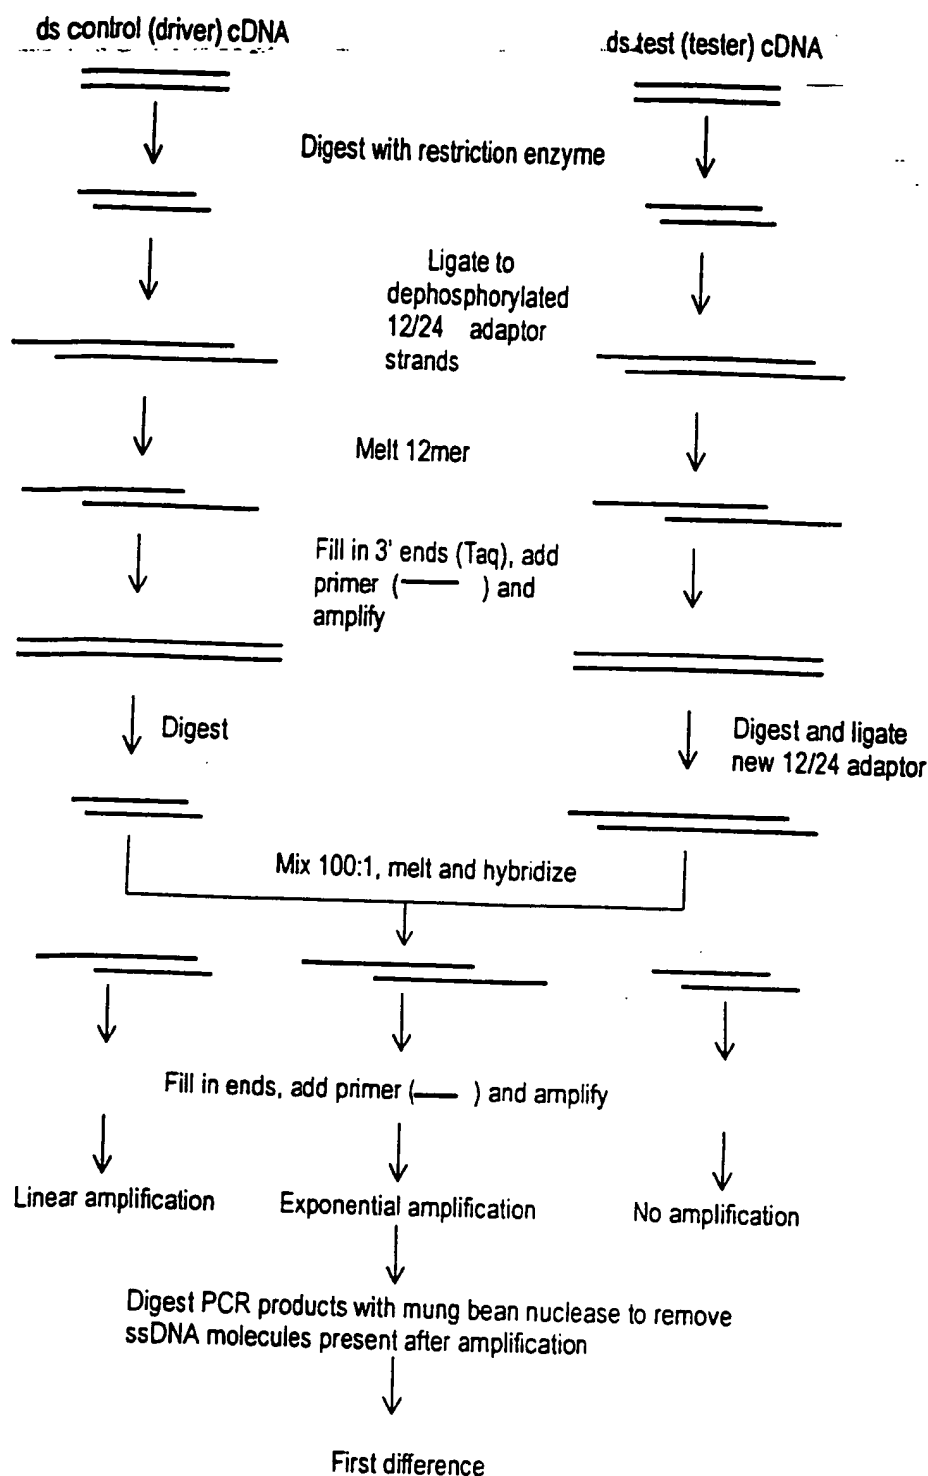 ds control (driver) cDNA
ds test (tester) cDNA
Digest with restriction enzyme
Ligate to
dephosphorylated
12/24 adaptor
strands
Melt 12mer
Fill in 3' ends (Taq), add
primer ( ) and
amplify
Digest
Digest and ligate
new 12/24 adaptor
Mix 100:1, melt and hybridize
Fill in ends, add primer ( ) and amplify
Linear amplification
Exponential amplification
No amplification
Digest PCR products with mung bean nuclease to remove
ssDNA molecules present after amplification
First difference